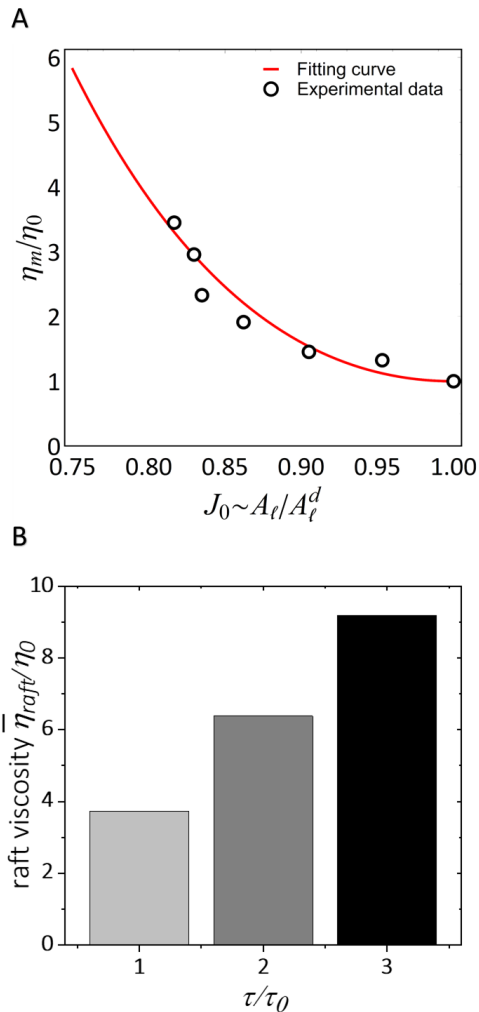 A
6
5
4
3
2
1
0
ηm/η0
Fitting curve
Experimental data
0.75 0.80 0.85 0.90 0.95 1.00
J0~Aℓ/Aℓd
B
10
8
6
4
2
0
raft viscosity η̅raft/η0
1 2 3
τ/τ0